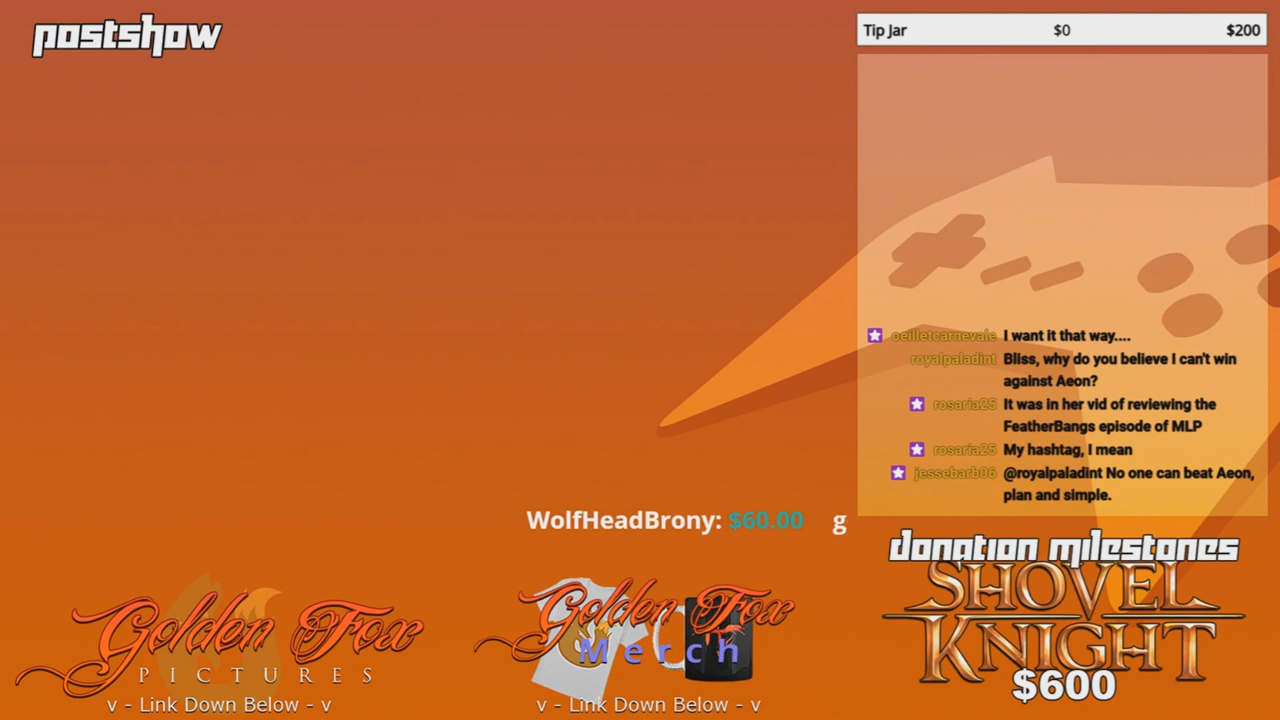 postshow
Tip Jar $0 $200
oeilletcarnevale I want it that way....
royalpaladint Bliss, why do you believe I can't win
against Aeon?
rosaria25 It was in her vid of reviewing the
FeatherBangs episode of MLP
rosaria25 My hashtag, I mean
jessebarb06 @royalpaladint No one can beat Aeon,
plan and simple.
WolfHeadBrony: $60.00 g
donation milestones
SHOVEL
KNIGHT
$600
Golden Fox
PICTURES
v - Link Down Below - v
Golden Fox
Merch
v - Link Down Below - v